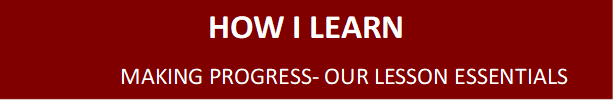 HOW I LEARN
MAKING PROGRESS- OUR LESSON ESSENTIALS